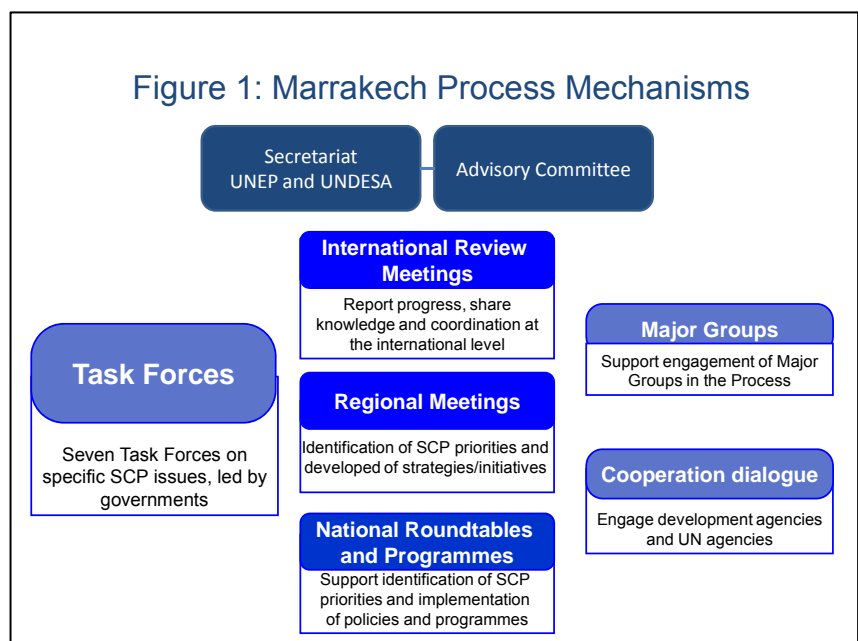 Figure 1: Marrakech Process Mechanisms
Secretariat
UNEP and UNDESA
Advisory Committee
International Review
Meetings
Report progress, share
knowledge and coordination at
the international level
Task Forces
Seven Task Forces on
specific SCP issues, led by
governments
Regional Meetings
Identification of SCP priorities and
developed of strategies/initiatives
National Roundtables
and Programmes
Support identification of SCP
priorities and implementation
of policies and programmes
Major Groups
Support engagement of Major
Groups in the Process
Cooperation dialogue
Engage development agencies
and UN agencies